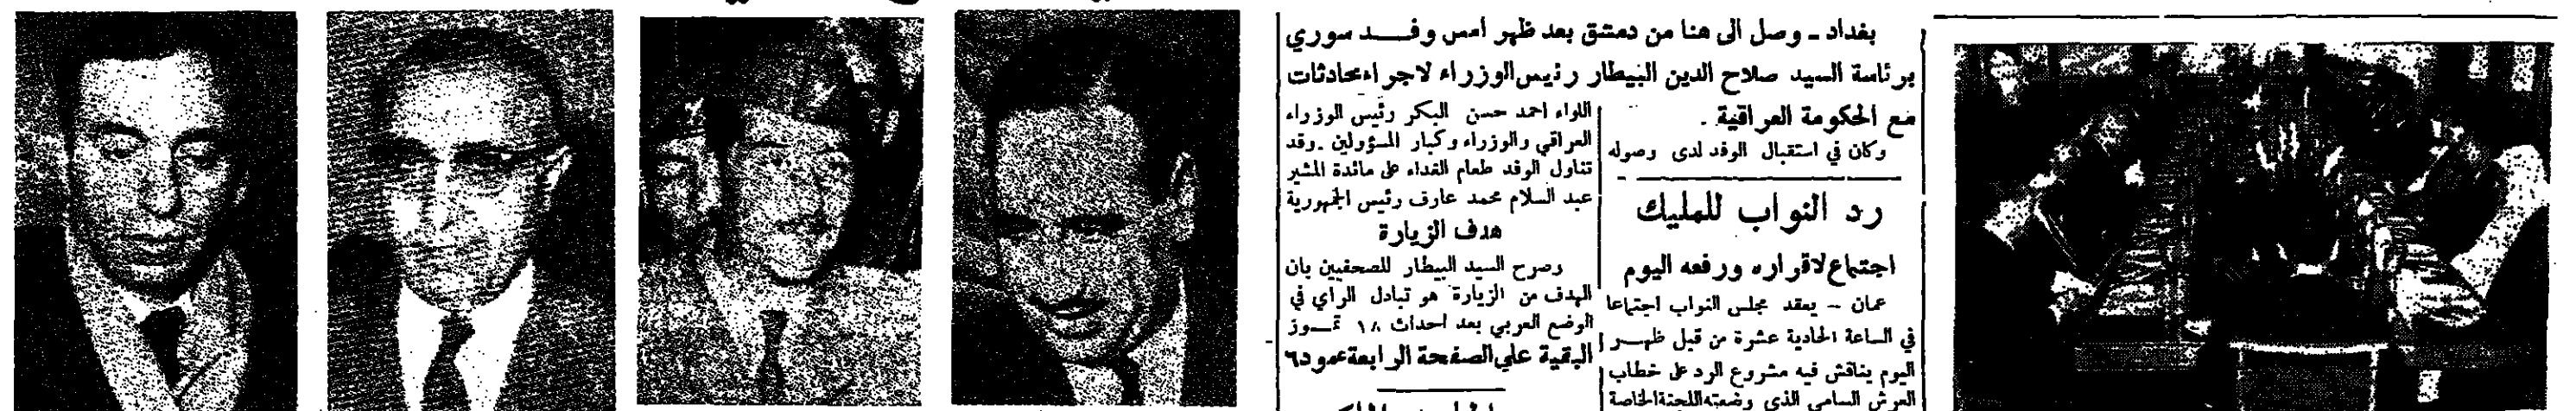 بغداد - وصل الى هنا من دمشق بعد ظهر امس وفـــد سوري
برئاسة السيد صلاح الدين البيطار رئيس الوزراء لاجراء محادثات
مع الحكومة العراقية .
وكان في استقبال الوفد لدى وصوله
اللواء احمد حسن البكر رئيس الوزراء
العراقي والوزراء وكبار المسؤولين . وقد
تناول الوفد طعام الغداء على مائدة المشير
عبد السلام محمد عارف رئيس الجمهورية
هدف الزيارة
وصرح السيد البيطار للصحفيين بان
الهدف من الزيارة هو تبادل الرأي في
الوضع العربي بعد احداث ١٨ تمـــوز
البقية على الصفحة الرابعة عمود ٦
رد النواب للمليك
اجتماع لاقراره ورفعه اليوم
عمان - يعقد مجلس النواب اجتماعا
في الساعة الحادية عشرة من قبل ظهـــر
اليوم يناقش فيه مشروع الرد على خطاب
العرش السامي الذي وضعته اللجنة الخاصة